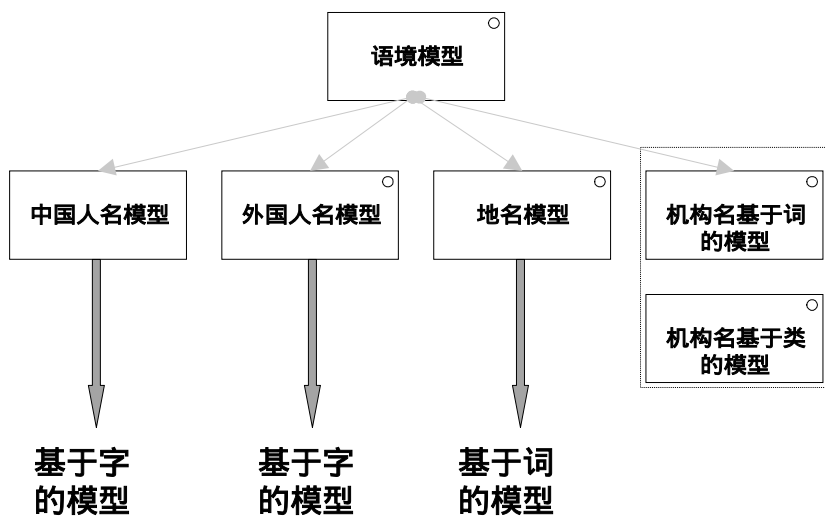 语境模型
中国人名模型
外国人名模型
地名模型
机构名基于词
的模型
机构名基于类
的模型
基于字
的模型
基于字
的模型
基于词
的模型